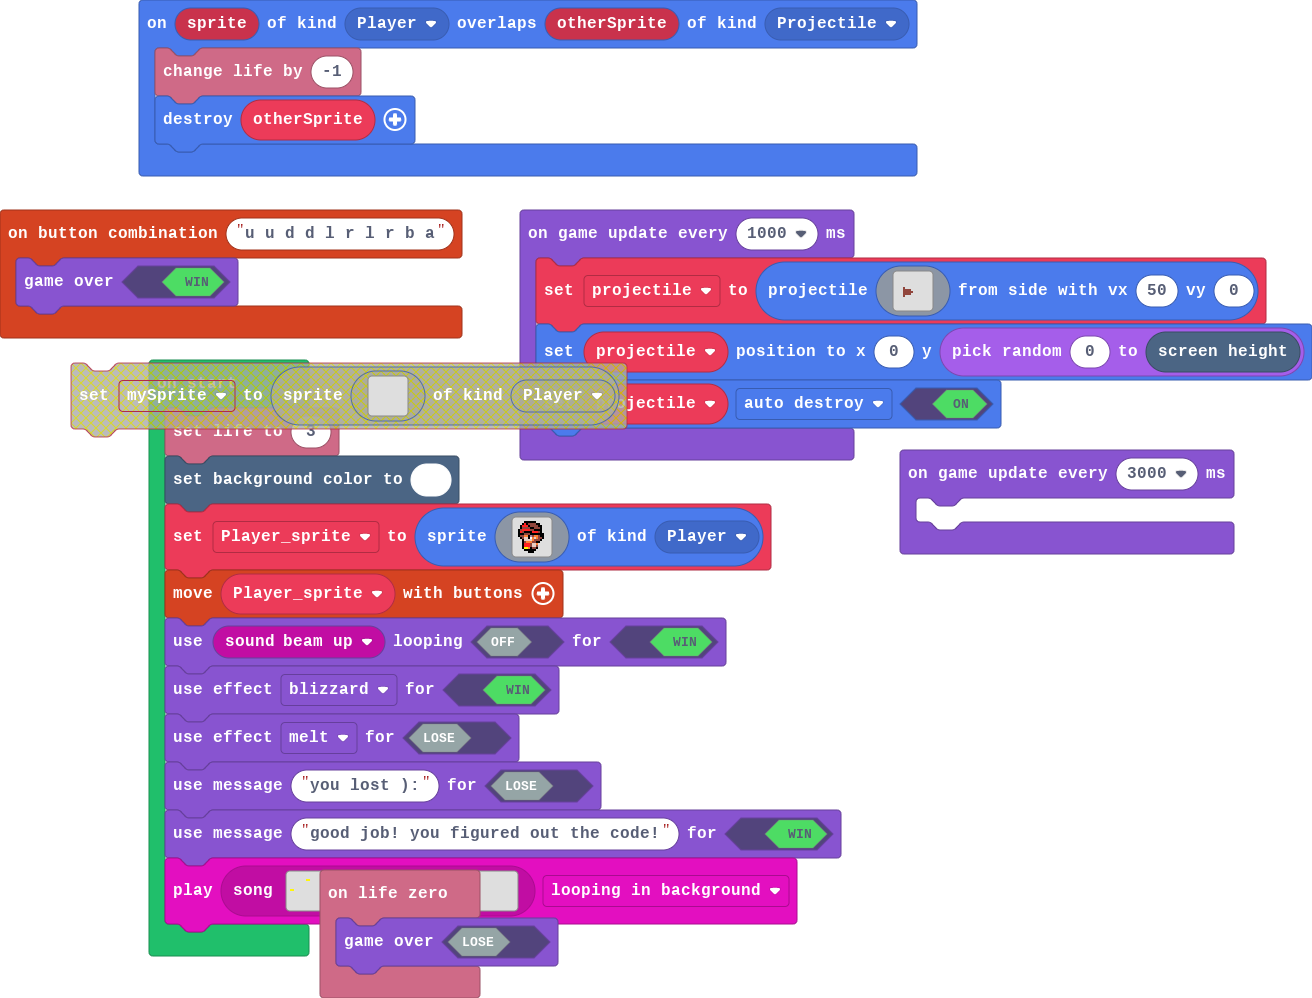 on sprite of kind Player overlaps otherSprite of kind Projectile
change life by -1
destroy otherSprite
on button combination "u u d d l r l r b a"
game over WIN
on game update every 1000 ms
set projectile to projectile from side with vx 50 vy 0
set projectile position to x 0 y pick random 0 to screen height
jectile auto destroy ON
on start
set mySprite to sprite of kind Player
set life to 3
set background color to
on game update every 3000 ms
set Player_sprite to sprite of kind Player
move Player_sprite with buttons
use sound beam up looping OFF for WIN
use effect blizzard for WIN
use effect melt for LOSE
use message "you lost ):" for LOSE
use message "good job! you figured out the code!" for WIN
play song looping in background
on life zero
game over LOSE